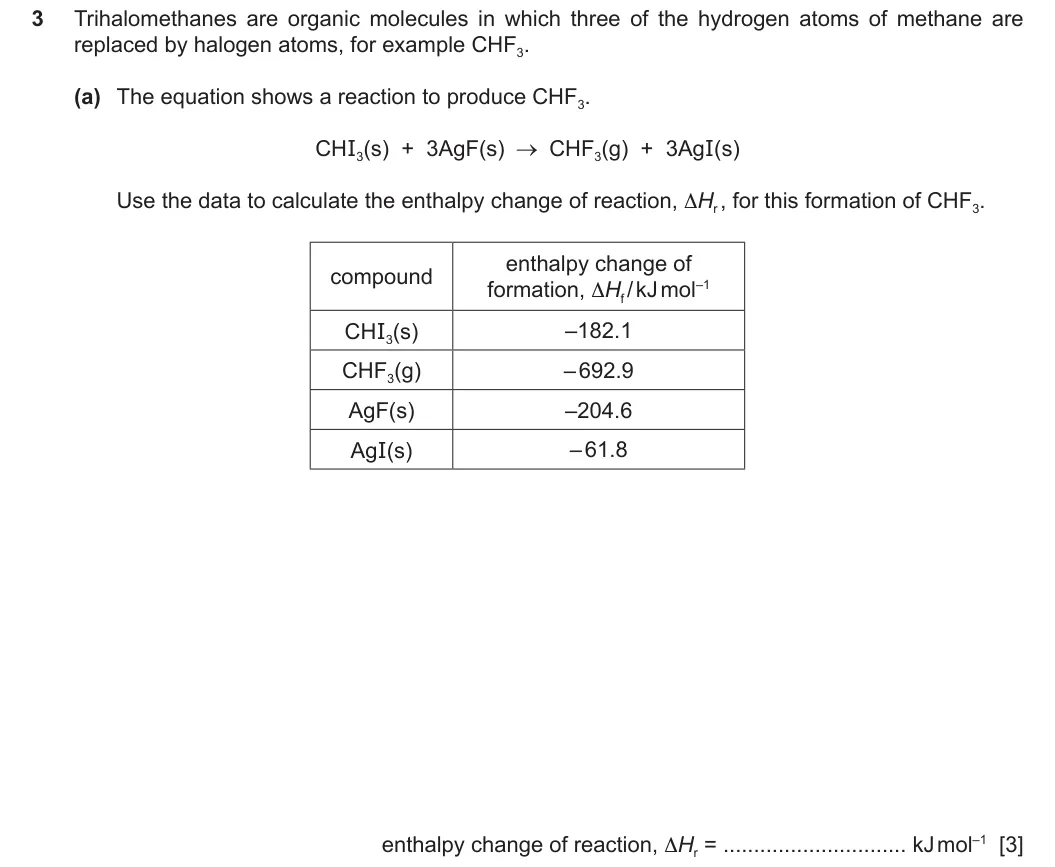 3 Trihalomethanes are organic molecules in which three of the hydrogen atoms of methane are
replaced by halogen atoms, for example CHF₃.
(a) The equation shows a reaction to produce CHF₃.
CHI₃(s) + 3AgF(s) → CHF₃(g) + 3AgI(s)
Use the data to calculate the enthalpy change of reaction, ΔHᵣ, for this formation of CHF₃.
compound
enthalpy change of
formation, ΔH_f / kJ mol⁻¹
CHI₃(s) –182.1
CHF₃(g) –692.9
AgF(s) –204.6
AgI(s) –61.8
enthalpy change of reaction, ΔHᵣ = .............................. kJ mol⁻¹ [3]